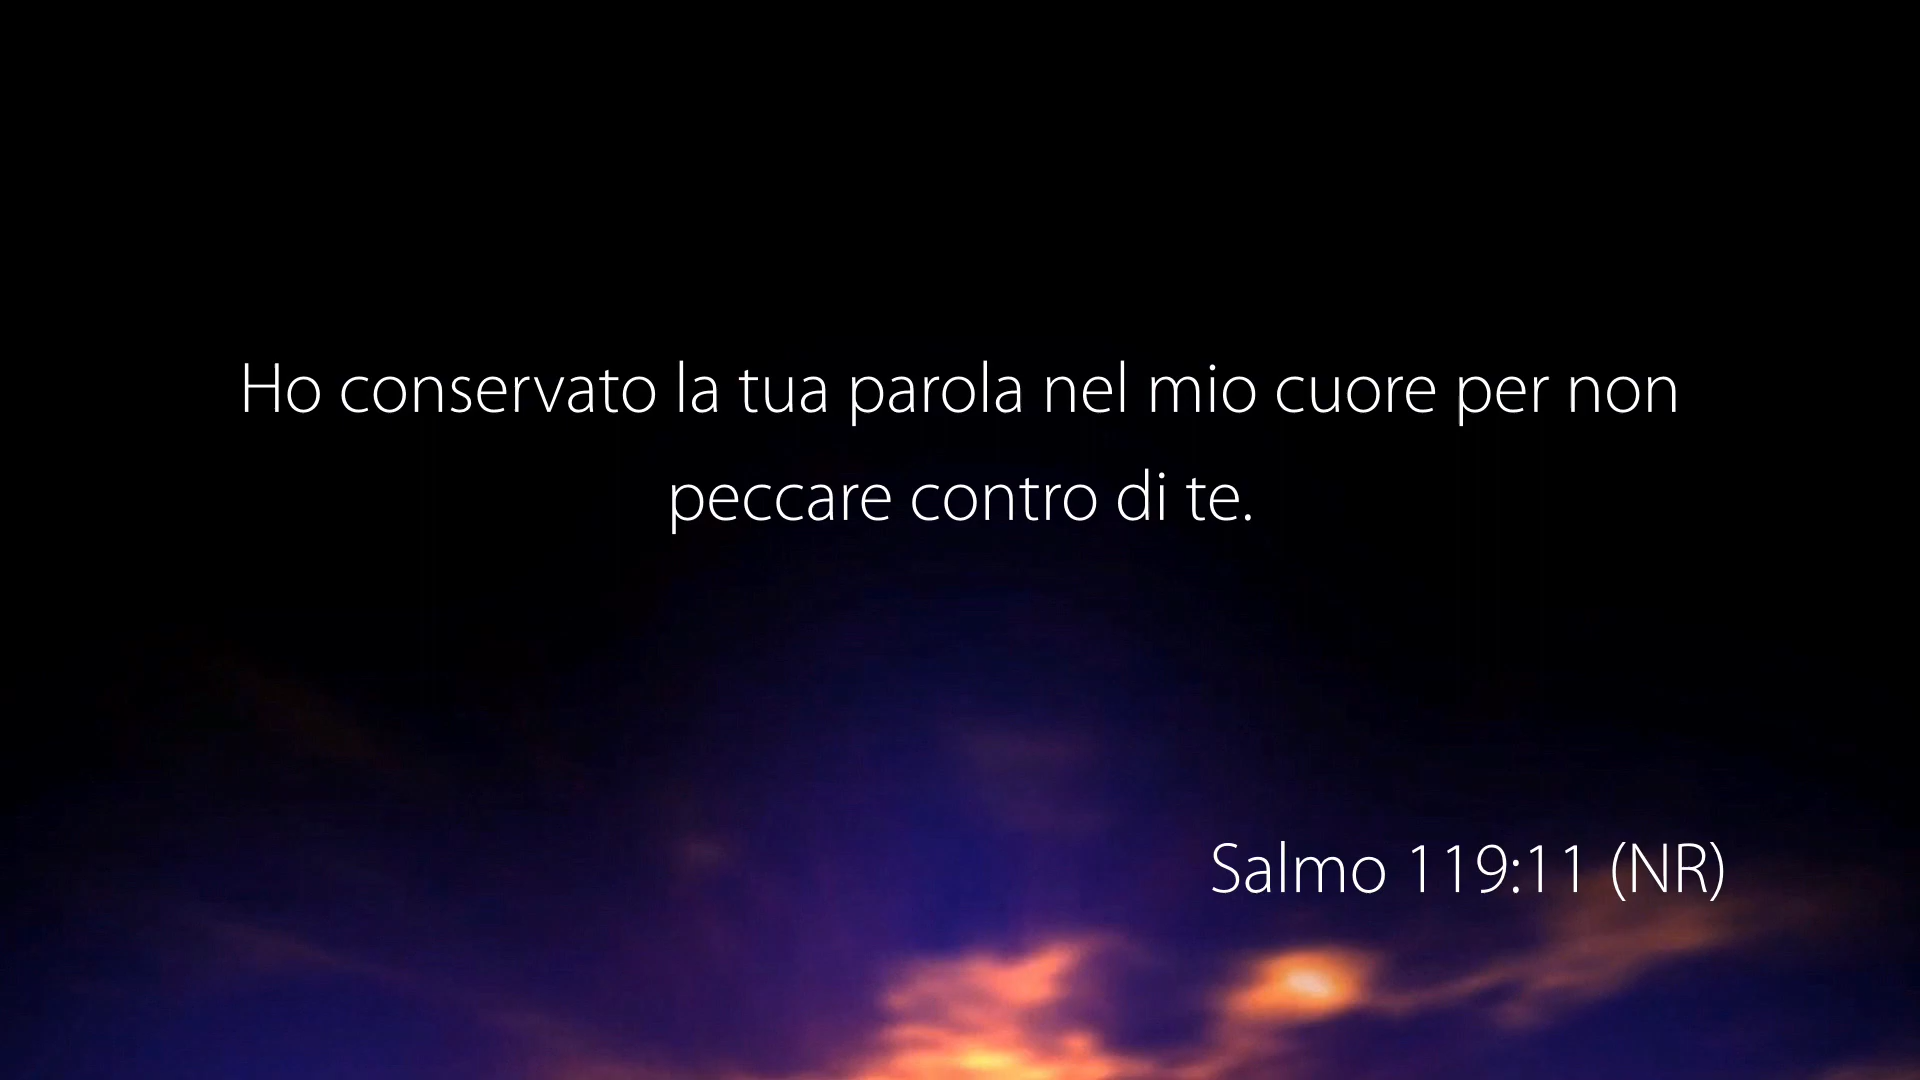 Ho conservato la tua parola nel mio cuore per non
peccare contro di te.
Salmo 119:11 (NR)